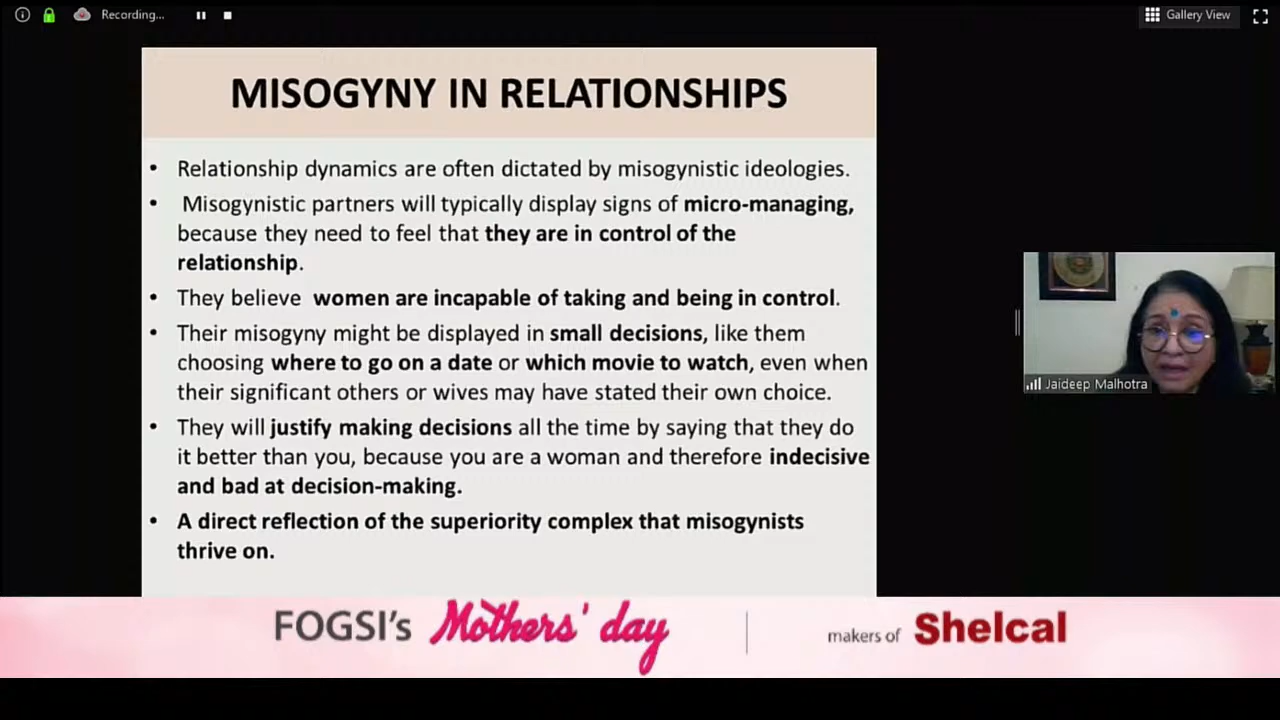 Recording...
Gallery View
MISOGYNY IN RELATIONSHIPS
• Relationship dynamics are often dictated by misogynistic ideologies.
• Misogynistic partners will typically display signs of micro-managing,
because they need to feel that they are in control of the
relationship.
• They believe women are incapable of taking and being in control.
• Their misogyny might be displayed in small decisions, like them
choosing where to go on a date or which movie to watch, even when
their significant others or wives may have stated their own choice.
• They will justify making decisions all the time by saying that they do
it better than you, because you are a woman and therefore indecisive
and bad at decision-making.
• A direct reflection of the superiority complex that misogynists
thrive on.
Jaideep Malhotra
FOGSI's Mothers' day
makers of Shelcal